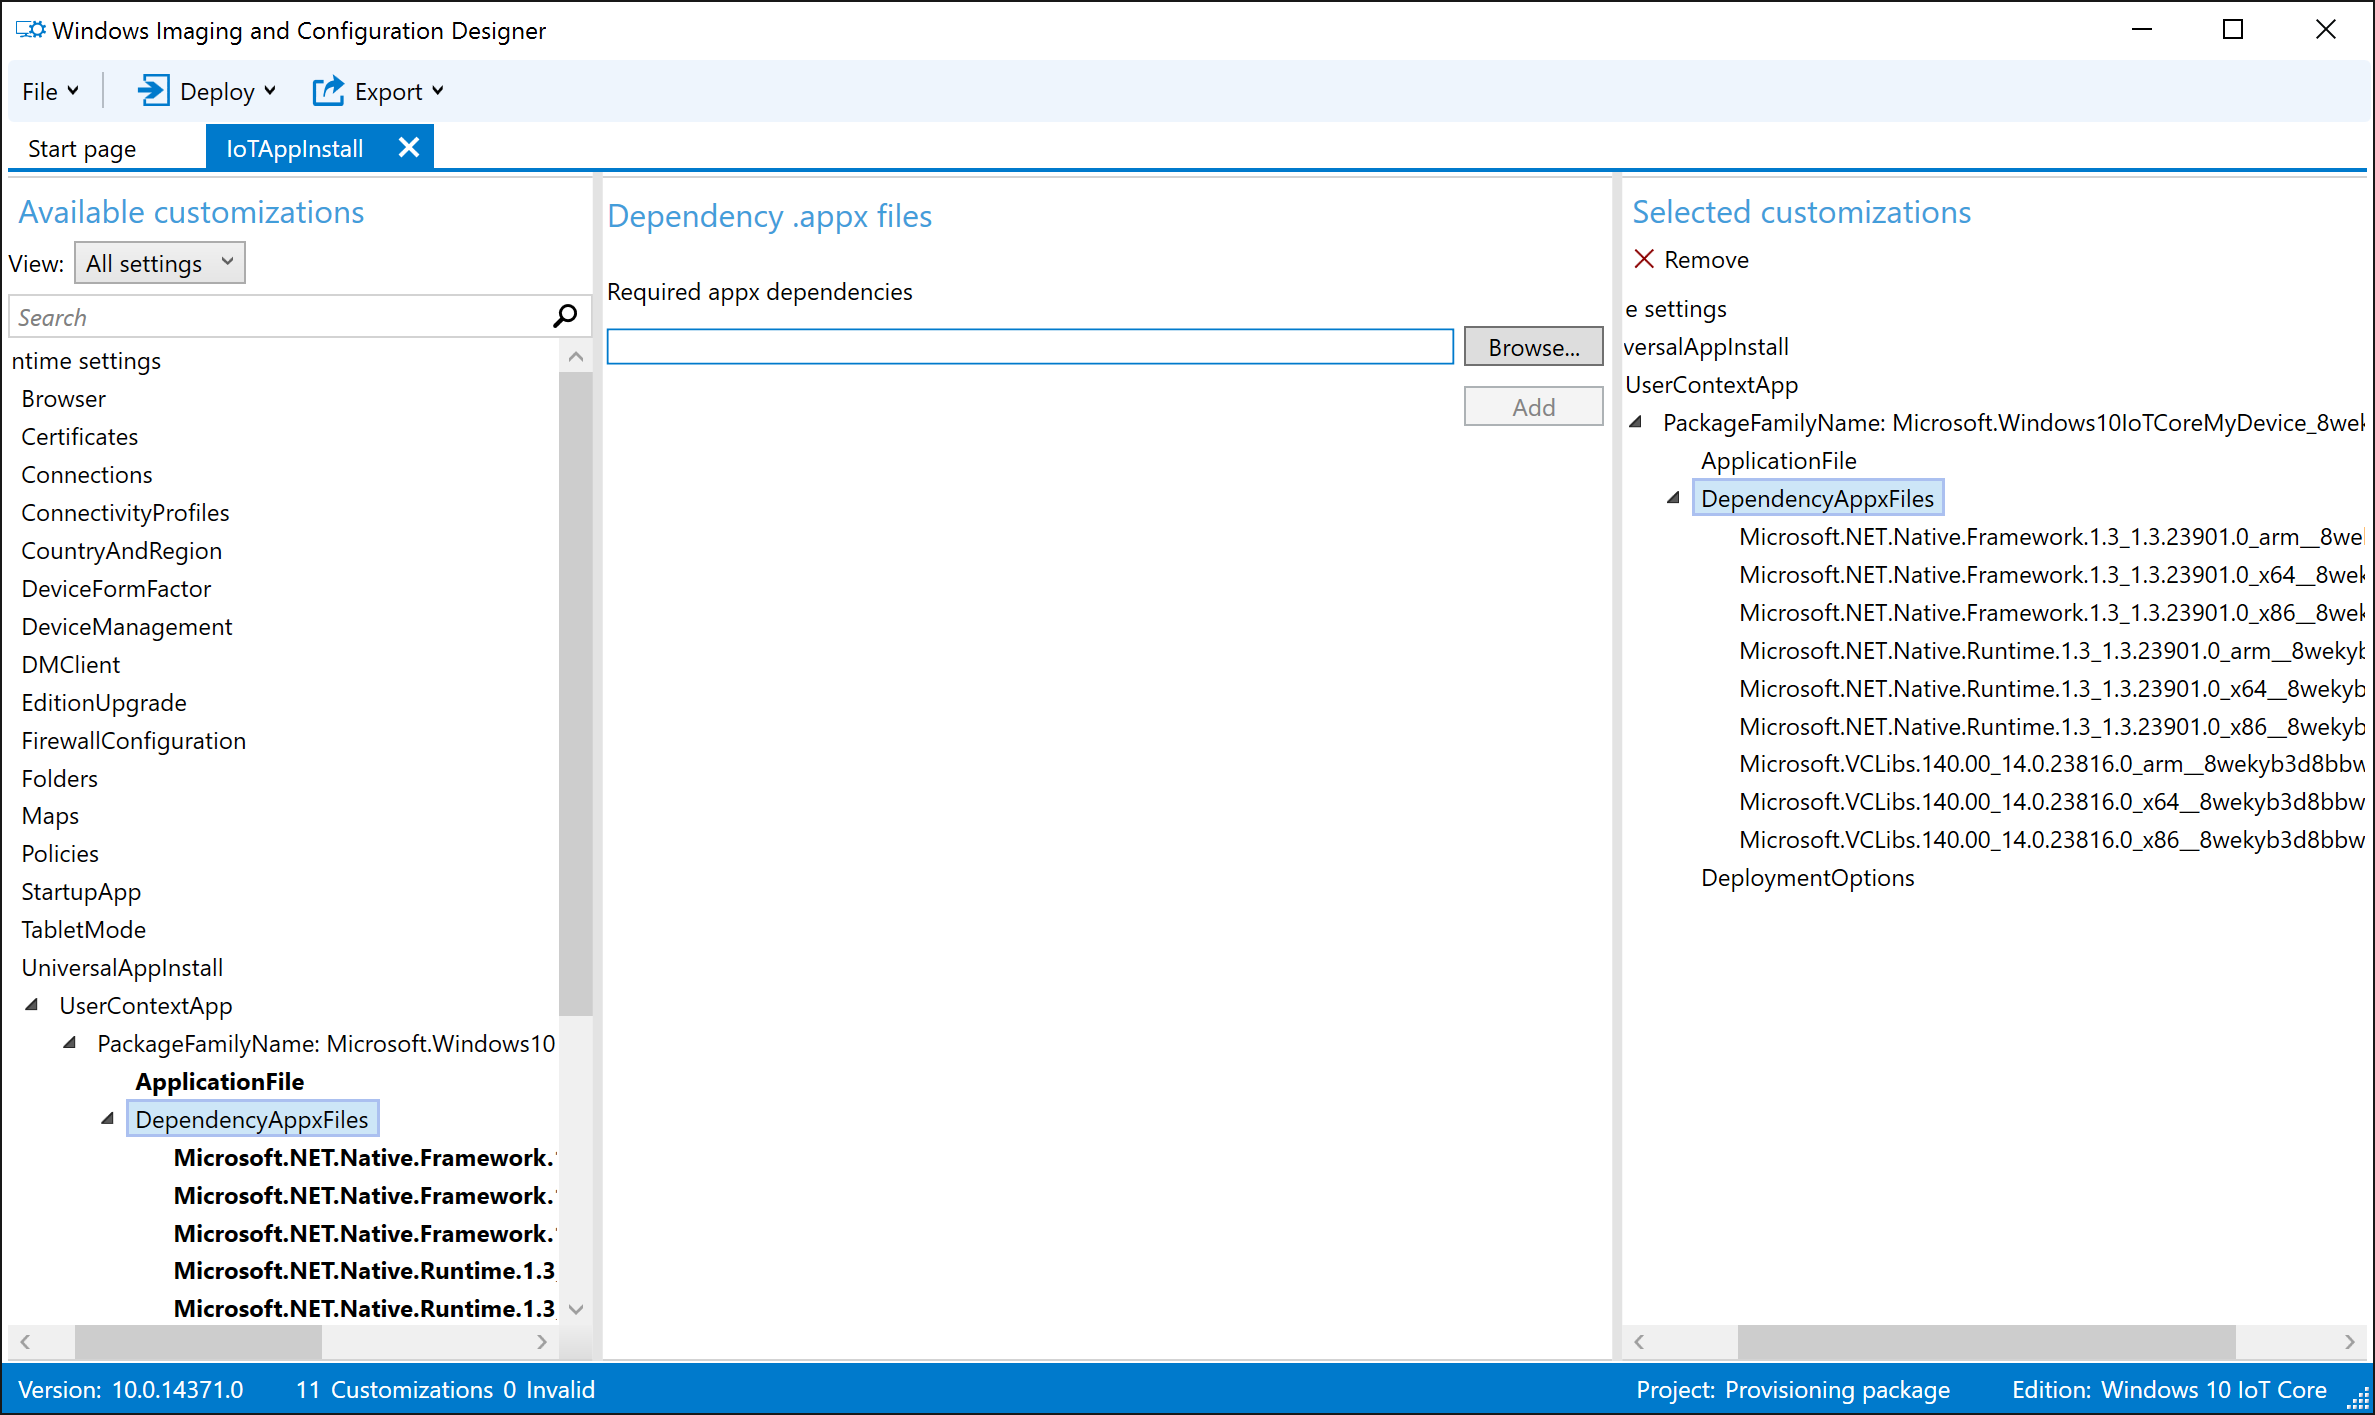 Windows Imaging and Configuration Designer
File
Deploy
Export
Start page
IoTAppInstall
Available customizations
View: All settings
Search
ntime settings
Browser
Certificates
Connections
ConnectivityProfiles
CountryAndRegion
DeviceFormFactor
DeviceManagement
DMClient
EditionUpgrade
FirewallConfiguration
Folders
Maps
Policies
StartupApp
TabletMode
UniversalAppInstall
UserContextApp
PackageFamilyName: Microsoft.Windows10
ApplicationFile
DependencyAppxFiles
Microsoft.NET.Native.Framework.
Microsoft.NET.Native.Framework.
Microsoft.NET.Native.Framework.
Microsoft.NET.Native.Runtime.1.3
Microsoft.NET.Native.Runtime.1.3
Dependency .appx files
Required appx dependencies
Browse...
Add
Selected customizations
Remove
e settings
versalAppInstall
UserContextApp
PackageFamilyName: Microsoft.Windows10IoTCoreMyDevice_8wek
ApplicationFile
DependencyAppxFiles
Microsoft.NET.Native.Framework.1.3_1.3.23901.0_arm__8wek
Microsoft.NET.Native.Framework.1.3_1.3.23901.0_x64__8wek
Microsoft.NET.Native.Framework.1.3_1.3.23901.0_x86__8wek
Microsoft.NET.Native.Runtime.1.3_1.3.23901.0_arm__8wekyb
Microsoft.NET.Native.Runtime.1.3_1.3.23901.0_x64__8wekyb
Microsoft.NET.Native.Runtime.1.3_1.3.23901.0_x86__8wekyb
Microsoft.VCLibs.140.00_14.0.23816.0_arm__8wekyb3d8bbw
Microsoft.VCLibs.140.00_14.0.23816.0_x64__8wekyb3d8bbw
Microsoft.VCLibs.140.00_14.0.23816.0_x86__8wekyb3d8bbw
DeploymentOptions
Version: 10.0.14371.0
11 Customizations 0 Invalid
Project: Provisioning package
Edition: Windows 10 IoT Core